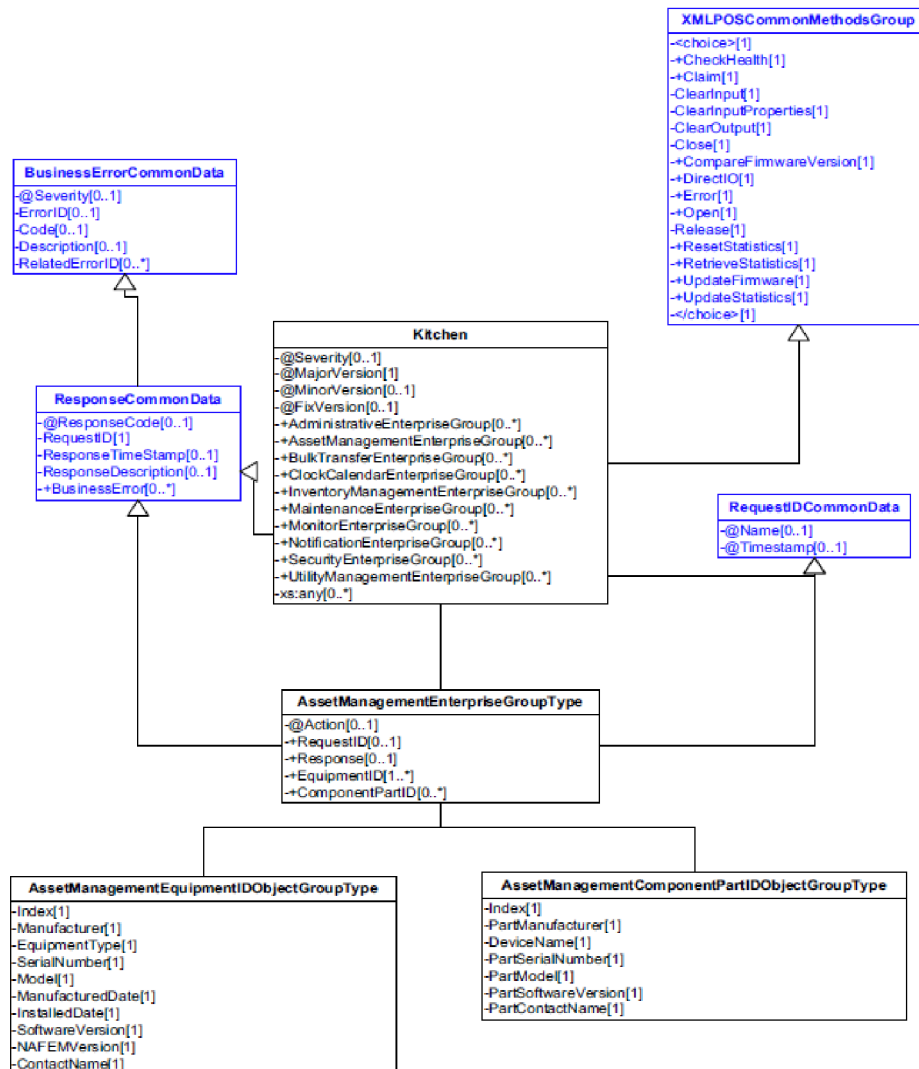 XMLPOSCommonMethodsGroup
-<choice>[1]
-+CheckHealth[1]
-+Claim[1]
-ClearInput[1]
-ClearInputProperties[1]
-ClearOutput[1]
-Close[1]
-+CompareFirmwareVersion[1]
-+DirectIO[1]
-+Error[1]
-+Open[1]
-Release[1]
-+ResetStatistics[1]
-+RetrieveStatistics[1]
-+UpdateFirmware[1]
-+UpdateStatistics[1]
-</choice>[1]
BusinessErrorCommonData
-@Severity[0..1]
-ErrorID[0..1]
-Code[0..1]
-Description[0..1]
-RelatedErrorID[0..*]
Kitchen
-@Severity[0..1]
-@MajorVersion[1]
-@MinorVersion[0..1]
-@FixVersion[0..1]
-+AdministrativeEnterpriseGroup[0..*]
-+AssetManagementEnterpriseGroup[0..*]
-+BulkTransferEnterpriseGroup[0..*]
-+ClockCalendarEnterpriseGroup[0..*]
-+InventoryManagementEnterpriseGroup[0..*]
-+MaintenanceEnterpriseGroup[0..*]
-+MonitorEnterpriseGroup[0..*]
-+NotificationEnterpriseGroup[0..*]
-+SecurityEnterpriseGroup[0..*]
-+UtilityManagementEnterpriseGroup[0..*]
-xs:any[0..*]
ResponseCommonData
-@ResponseCode[0..1]
-RequestID[1]
-ResponseTimeStamp[0..1]
-ResponseDescription[0..1]
-+BusinessError[0..*]
RequestIDCommonData
-@Name[0..1]
-@Timestamp[0..1]
AssetManagementEnterpriseGroupType
-@Action[0..1]
-+RequestID[0..1]
-+Response[0..1]
-+EquipmentID[1..*]
-+ComponentPartID[0..*]
AssetManagementEquipmentIDObjectGroupType
-Index[1]
-Manufacturer[1]
-EquipmentType[1]
-SerialNumber[1]
-Model[1]
-ManufacturedDate[1]
-InstalledDate[1]
-SoftwareVersion[1]
-NAFEMVersion[1]
-ContactName[1]
AssetManagementComponentPartIDObjectGroupType
-Index[1]
-PartManufacturer[1]
-DeviceName[1]
-PartSerialNumber[1]
-PartModel[1]
-PartSoftwareVersion[1]
-PartContactName[1]